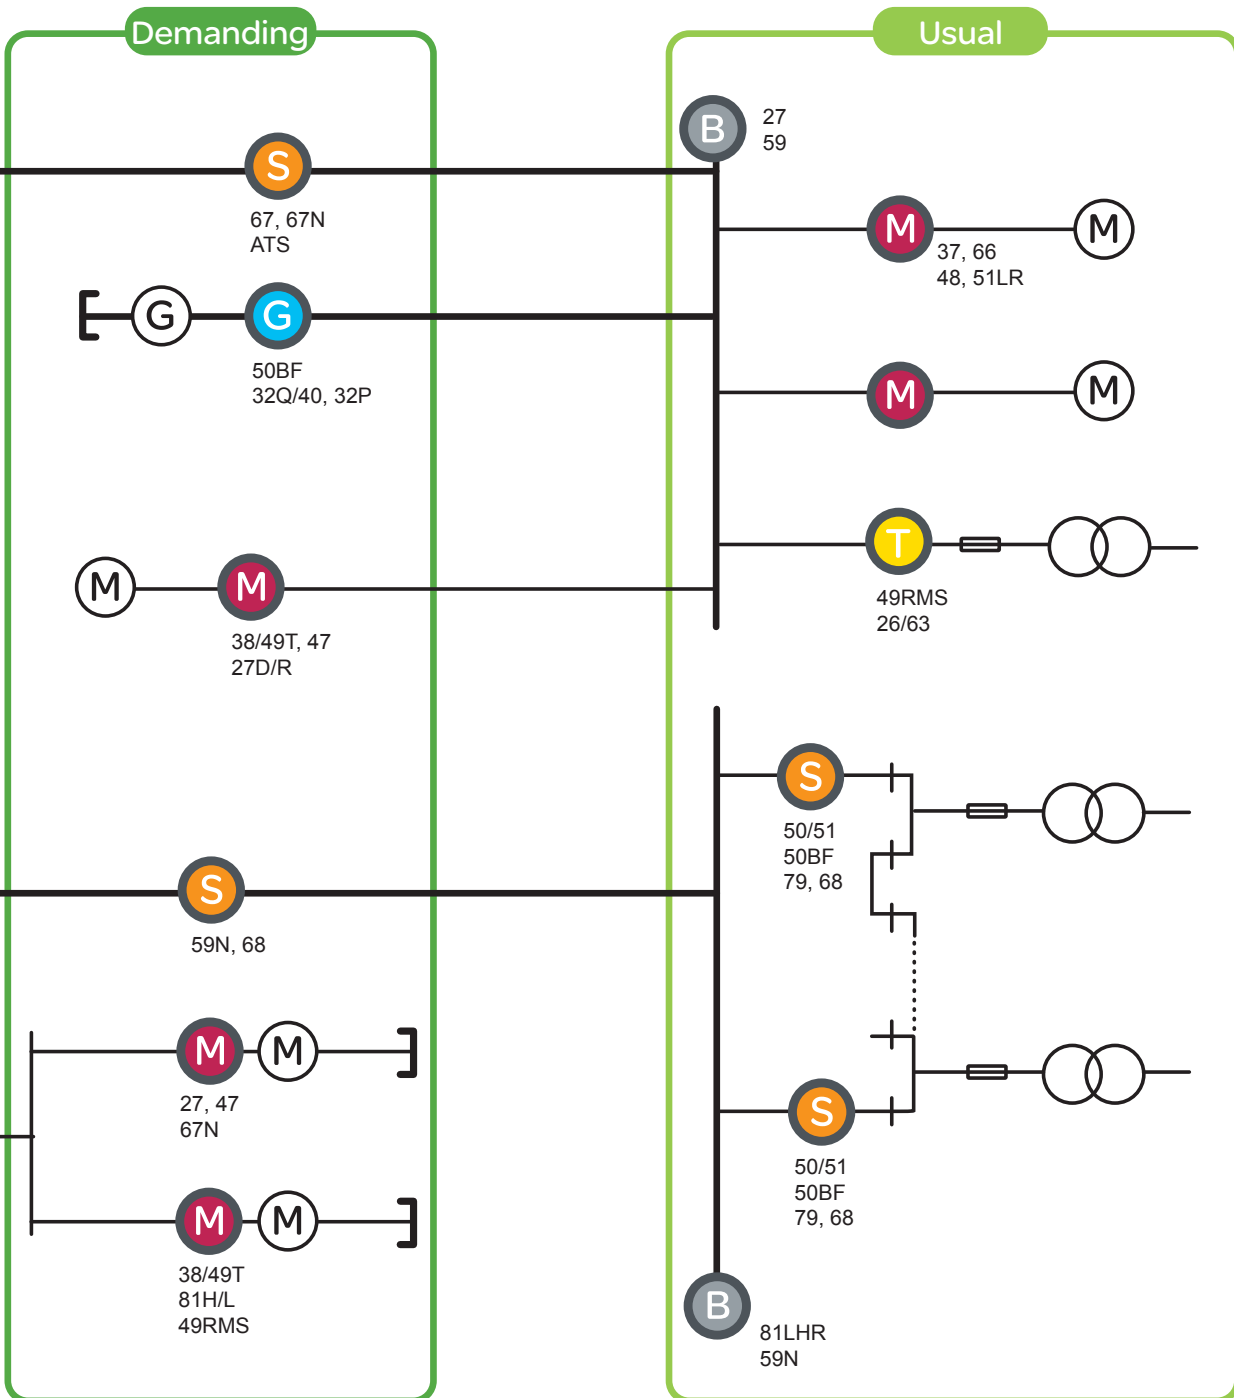 Demanding
Usual
B
27
59
S
67, 67N
ATS
M
M
37, 66
48, 51LR
G
G
50BF
32Q/40, 32P
M
M
T
49RMS
26/63
M
M
38/49T, 47
27D/R
S
50/51
50BF
79, 68
S
59N, 68
M
M
27, 47
67N
S
50/51
50BF
79, 68
M
M
38/49T
81H/L
49RMS
B
81LHR
59N